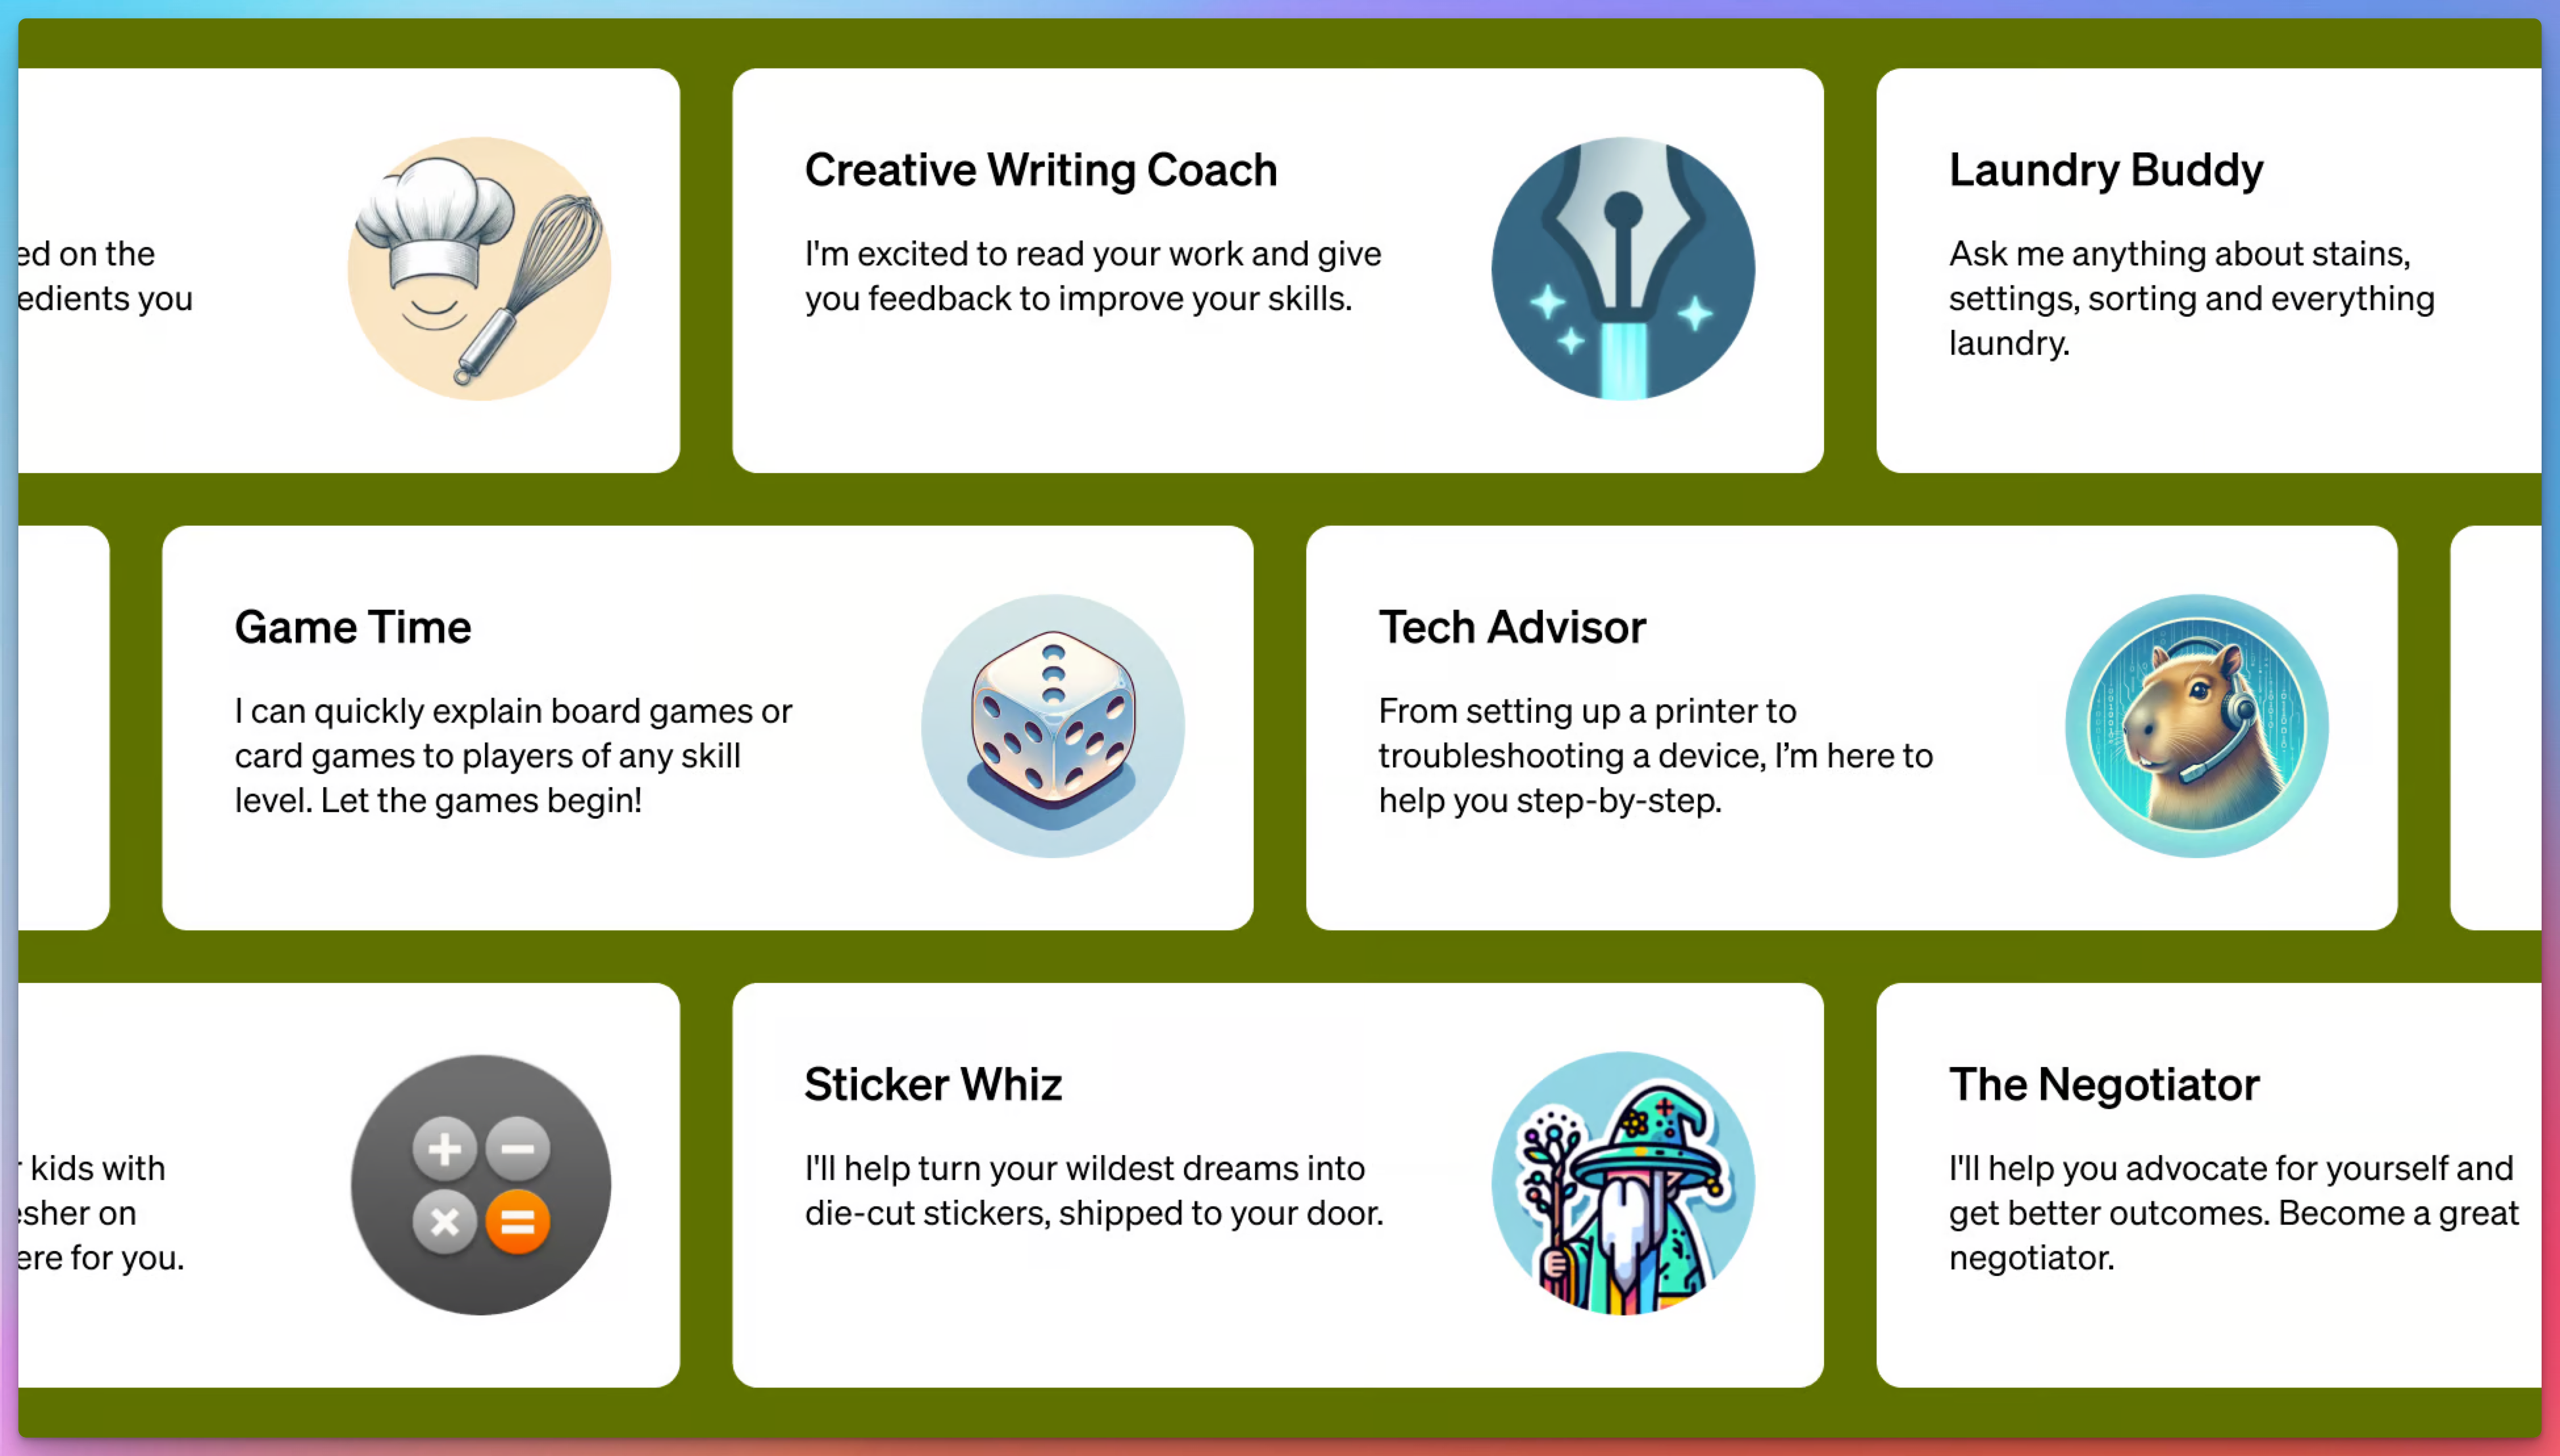 ed on the
edients you
Creative Writing Coach
I'm excited to read your work and give
you feedback to improve your skills.
Laundry Buddy
Ask me anything about stains,
settings, sorting and everything
laundry.
Game Time
I can quickly explain board games or
card games to players of any skill
level. Let the games begin!
Tech Advisor
From setting up a printer to
troubleshooting a device, I’m here to
help you step-by-step.
kids with
esher on
ere for you.
Sticker Whiz
I'll help turn your wildest dreams into
die-cut stickers, shipped to your door.
The Negotiator
I'll help you advocate for yourself and
get better outcomes. Become a great
negotiator.